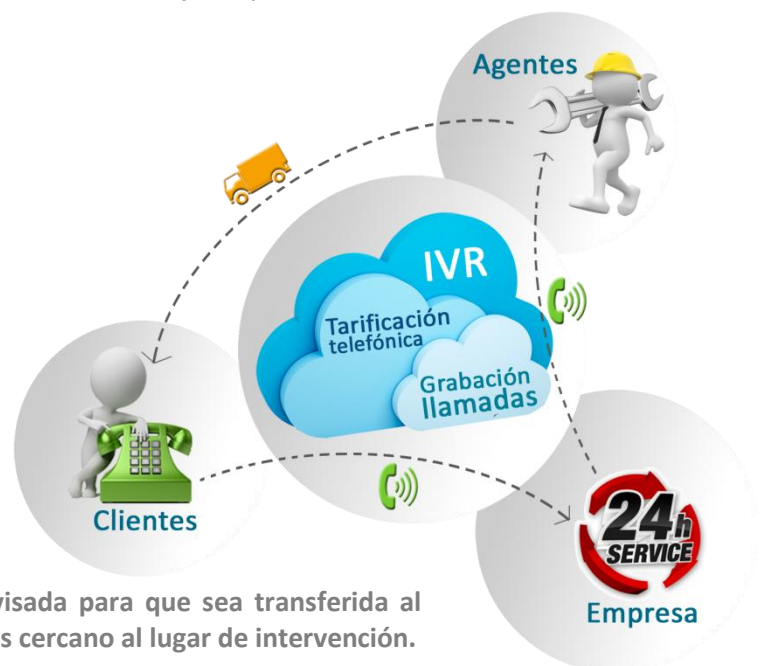 Agentes
IVR
Tarificación
telefónica
Grabación
llamadas
Clientes
24h
SERVICE
Empresa
para que sea transferida al
cercano al lugar de intervención.